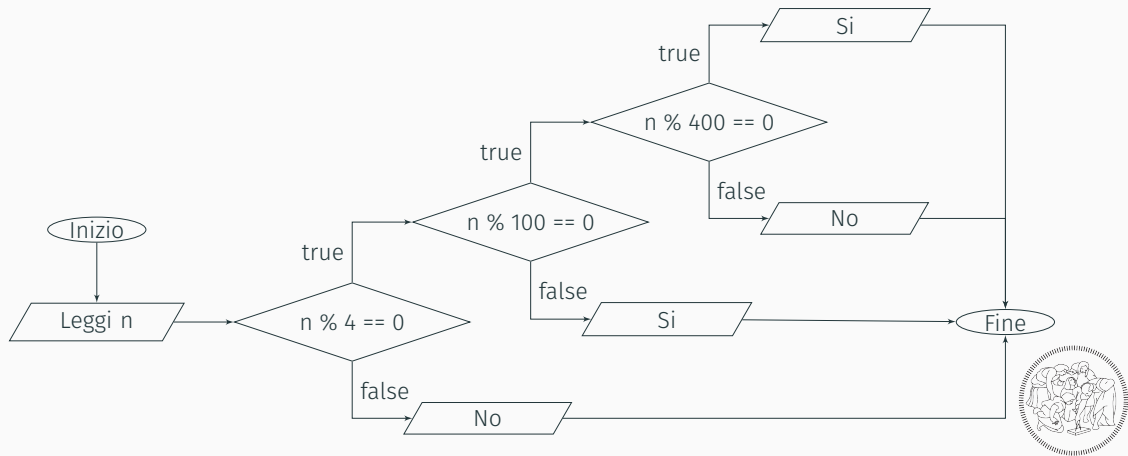 Inizio
Leggi n
n % 4 == 0
true
false
No
n % 100 == 0
true
false
Si
n % 400 == 0
true
false
Si
No
Fine